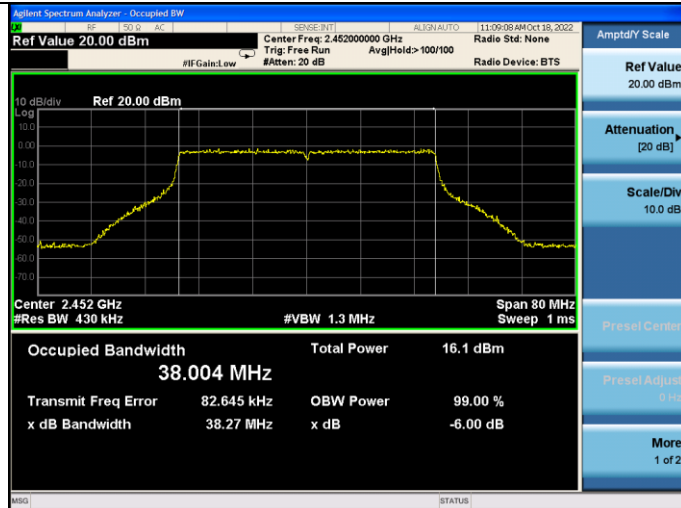 Agilent Spectrum Analyzer - Occupied BW
LXI RF 50 Ω AC SENSE:INT ALIGN AUTO 11:09:08 AM Oct 18, 2022
Ref Value 20.00 dBm Center Freq: 2.452000000 GHz Radio Std: None
Trig: Free Run Avg|Hold:> 100/100
#IFGain:Low #Atten: 20 dB Radio Device: BTS
10 dB/div Ref 20.00 dBm
Log
10.0
0.00
-10.0
-20.0
-30.0
-40.0
-50.0
-60.0
-70.0
Center 2.452 GHz Span 80 MHz
#Res BW 430 kHz #VBW 1.3 MHz Sweep 1 ms
Occupied Bandwidth Total Power 16.1 dBm
38.004 MHz
Transmit Freq Error 82.645 kHz OBW Power 99.00 %
x dB Bandwidth 38.27 MHz x dB -6.00 dB
MSG STATUS
Amptd/Y Scale
Ref Value
20.00 dBm
Attenuation
[20 dB]
Scale/Div
10.0 dB
Presel Center
Presel Adjust
0 Hz
More
1 of 2